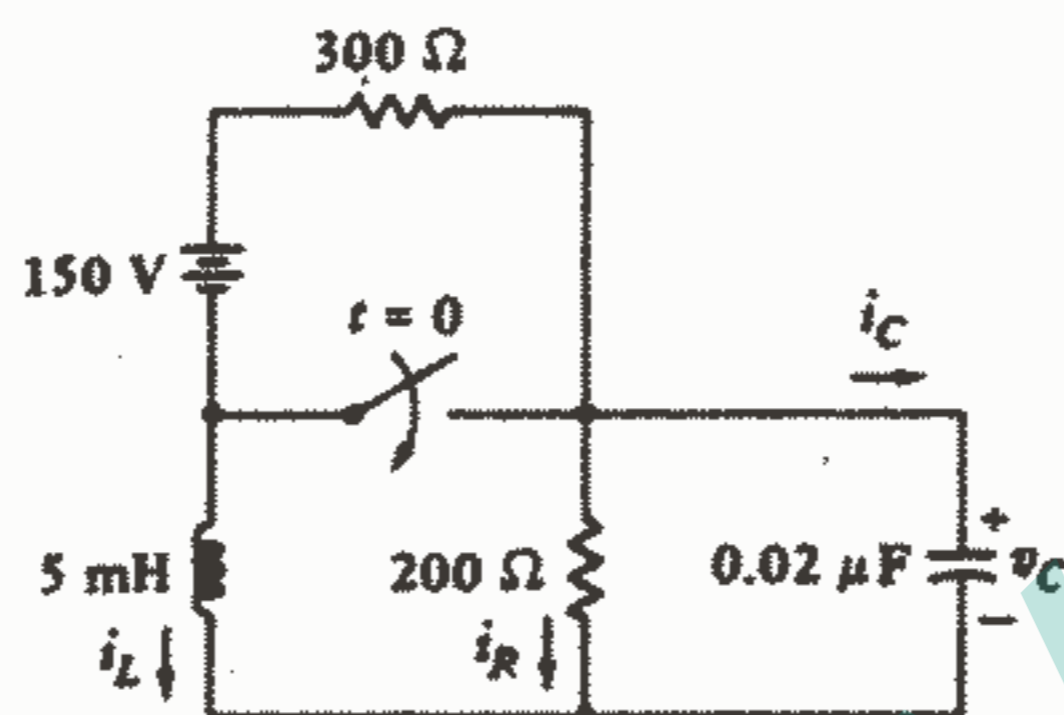 300 Ω
150 V
t = 0
i_C
5 mH
200 Ω
0.02 μF
+
v_C
−
i_L
i_R